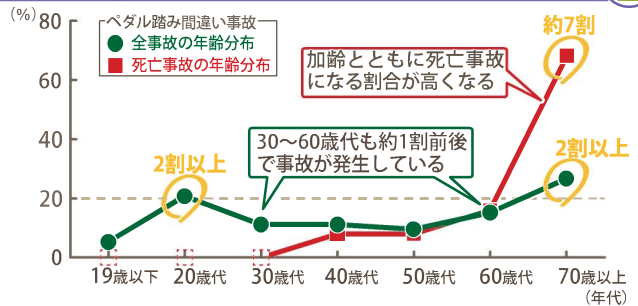 (%)
ペダル踏み間違い事故
全事故の年齢分布
死亡事故の年齢分布
80
60
40
20
0
約7割
加齢とともに死亡事故
になる割合が高くなる
30〜60歳代も約1割前後
で事故が発生している
2割以上
2割以上
19歳以下
20歳代
30歳代
40歳代
50歳代
60歳代
70歳以上
(年代)